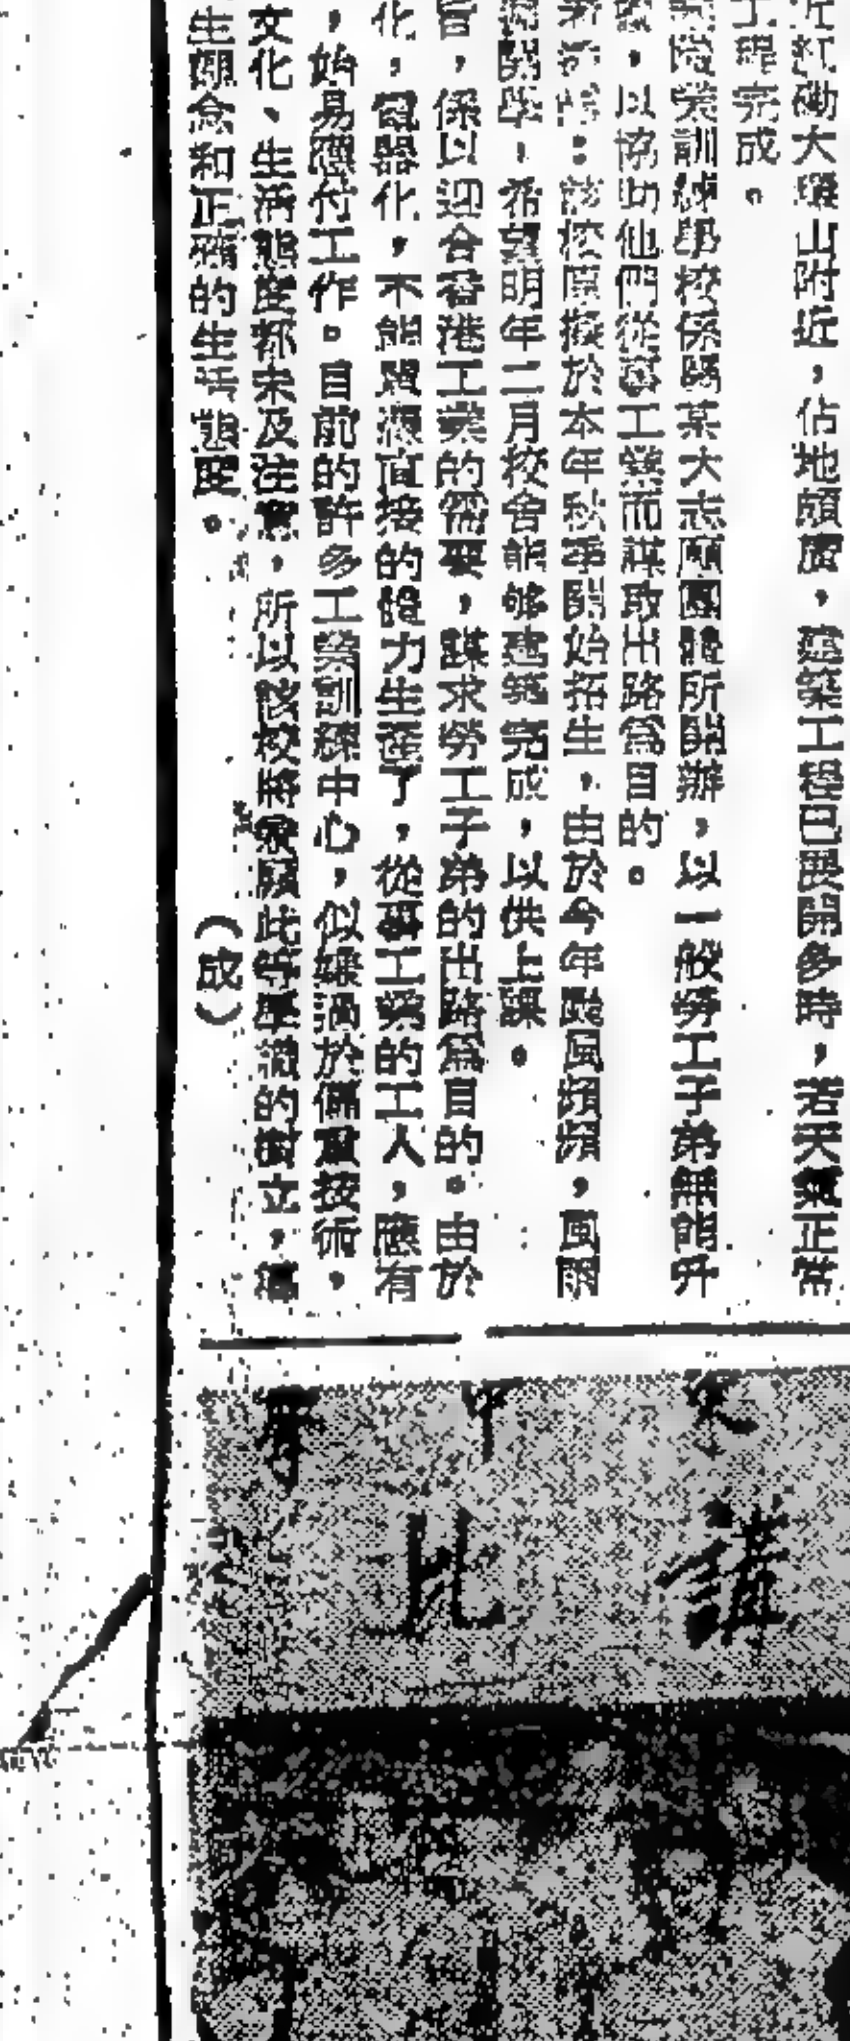 近紅磡大環山附近，佔地頗廣，建築工程已展開多時，若天氣正常
工程完成。
訓練學校係屬某大志願團體所開辦，以一般勞工子弟無能升
，以協助他們從事工業而謀取出路為目的。
：該校原擬於本年秋季開始招生，由於今年颱風頻頻，風雨
開學，希望明年二月校舍能够建築完成，以供上課。
旨，係以迎合香港工業的需要，謀求勞工子弟的出路為目的。由於
化，電器化，不能單憑直接的體力生產了，從事工業的工人，應有
，始易應付工作。目前的許多工業訓練中心，似嫌過於偏重技術，
文化、生活態度都未及注意，所以該校將兼顧此等學識的樹立，
生觀念和正確的生活態度。
（成）
中
講
比